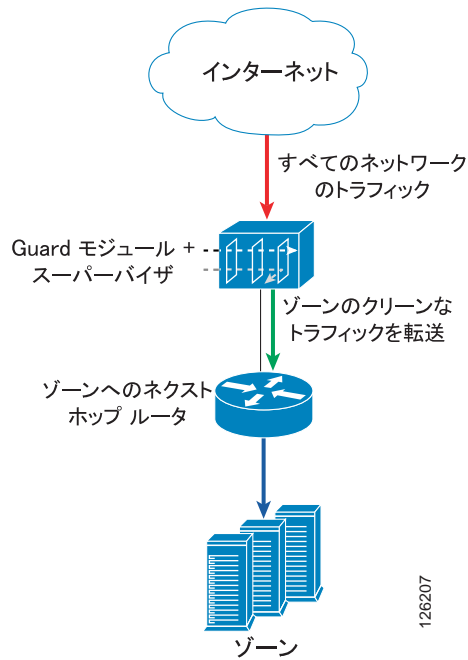 インターネット
すべてのネットワーク
のトラフィック
Guard モジュール +
スーパーバイザ
ゾーンのクリーンな
トラフィックを転送
ゾーンへのネクスト
ホップ ルータ
ゾーン
126207